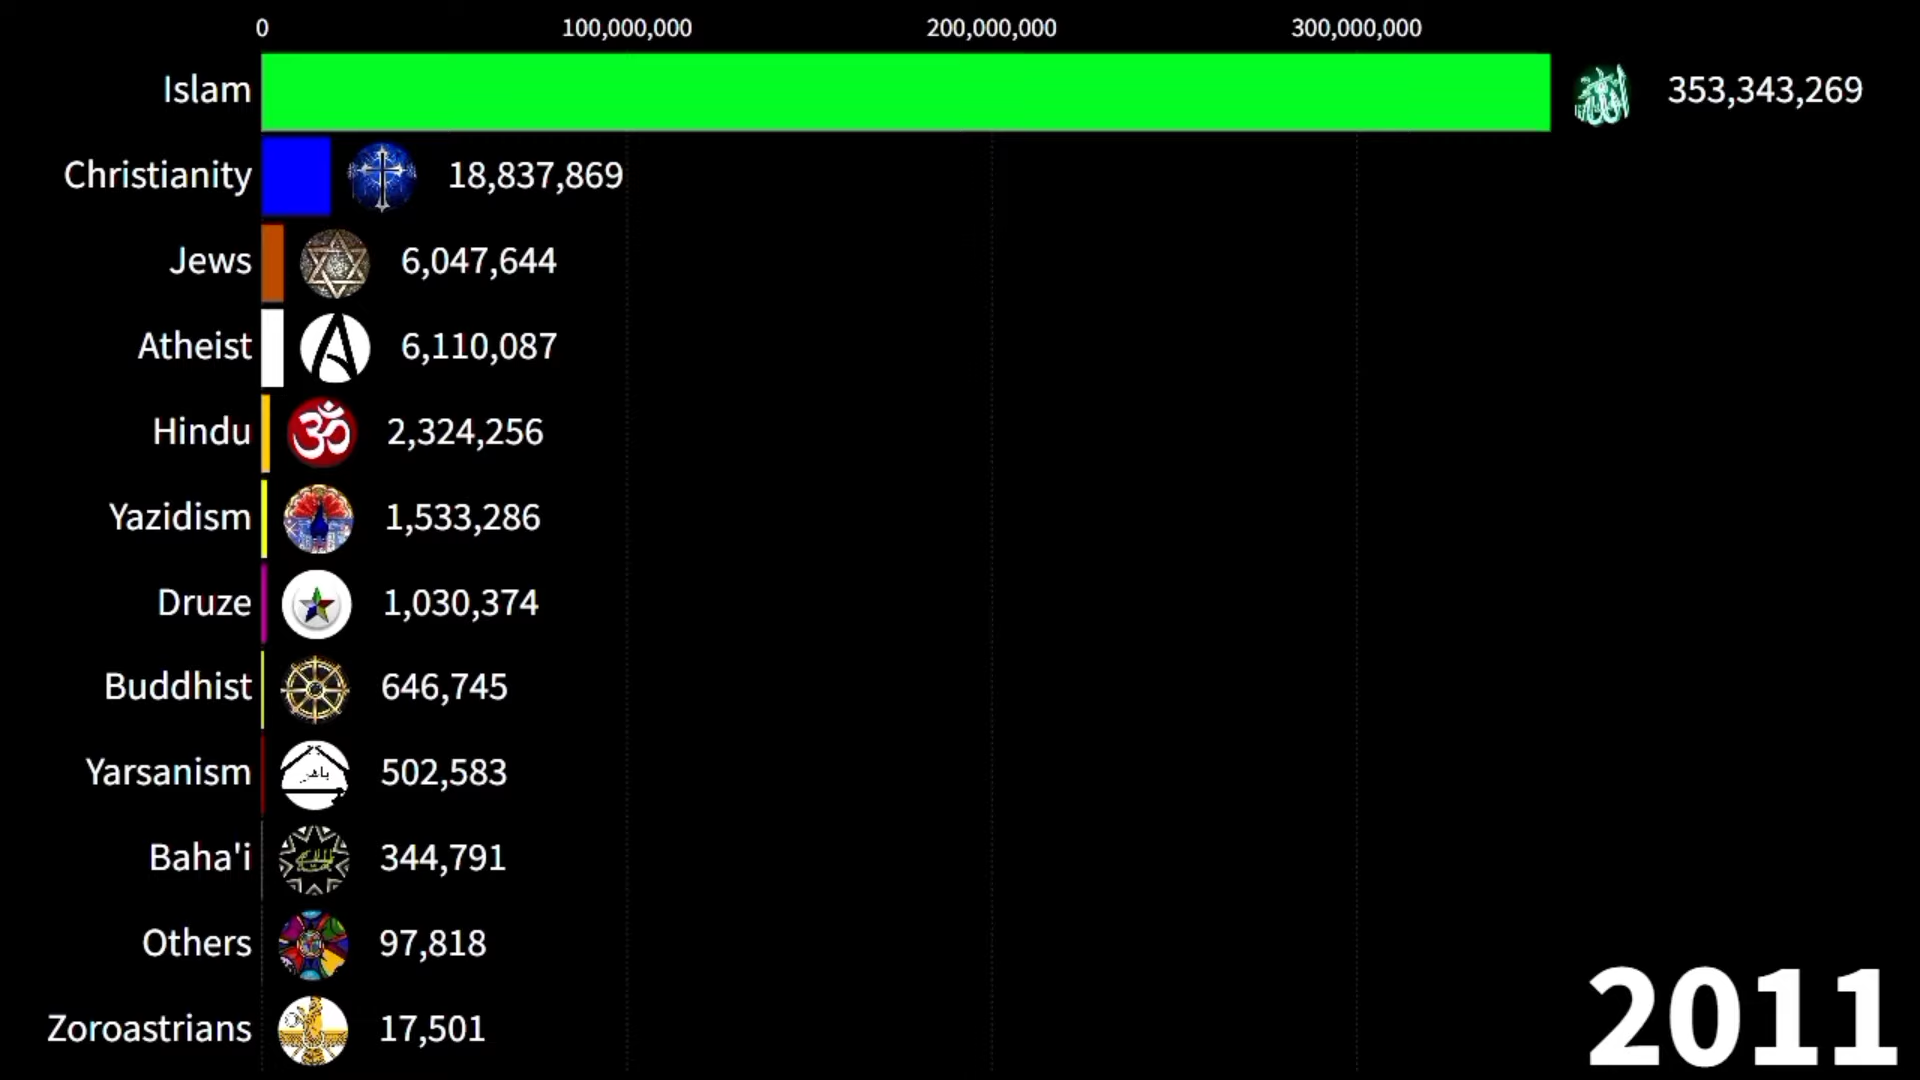 0 100,000,000 200,000,000 300,000,000
Islam 353,343,269
Christianity 18,837,869
Jews 6,047,644
Atheist 6,110,087
Hindu 2,324,256
Yazidism 1,533,286
Druze 1,030,374
Buddhist 646,745
Yarsanism 502,583
Baha'i 344,791
Others 97,818
Zoroastrians 17,501
2011